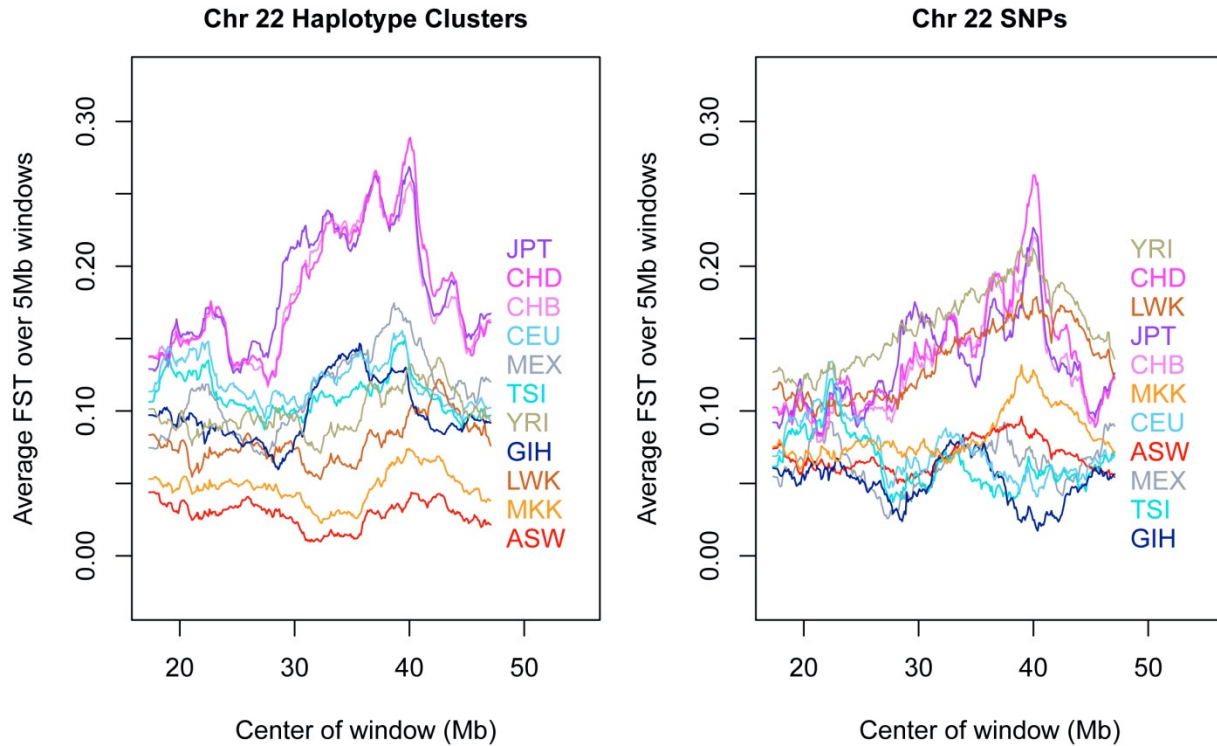 Chr 22 Haplotype Clusters
Average FST over 5Mb windows
0.30
0.20
0.10
0.00
JPT
CHD
CHB
CEU
MEX
TSI
YRI
GIH
LWK
MKK
ASW
20 30 40 50
Center of window (Mb)
Chr 22 SNPs
Average FST over 5Mb windows
0.30
0.20
0.10
0.00
YRI
CHD
LWK
JPT
CHB
MKK
CEU
ASW
MEX
TSI
GIH
20 30 40 50
Center of window (Mb)